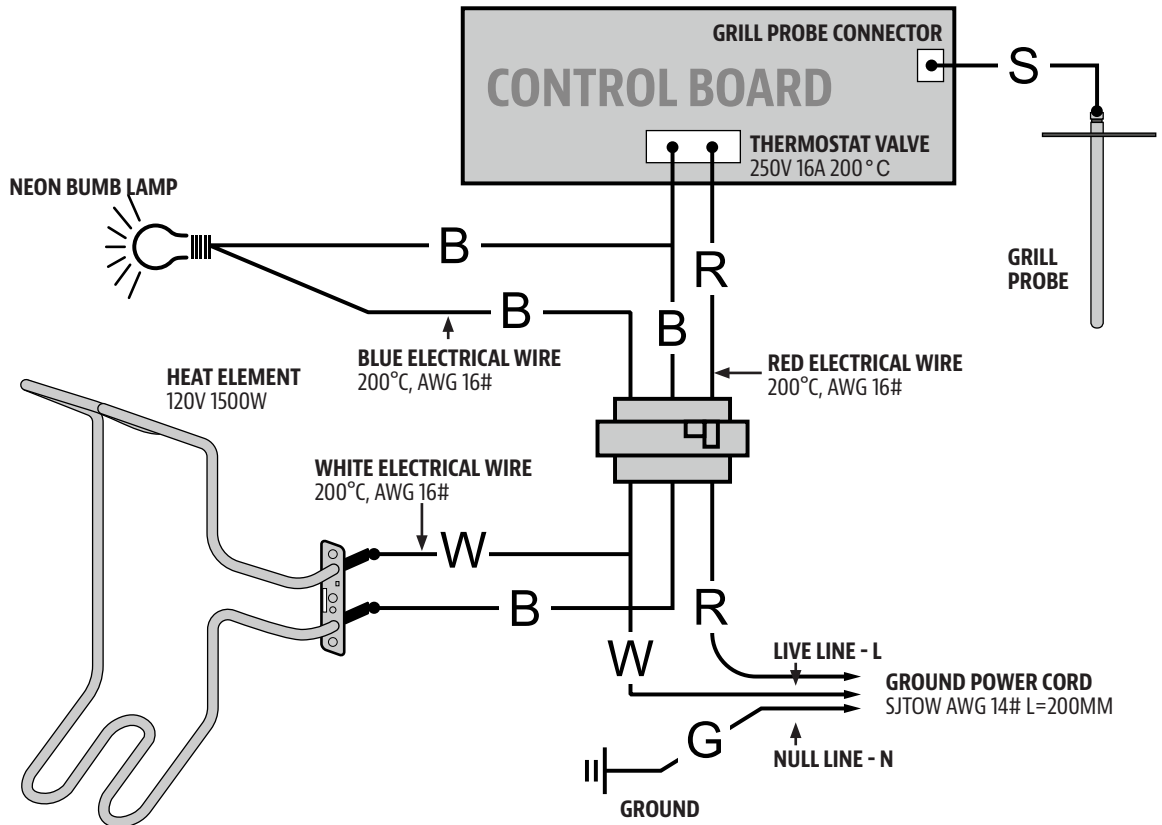 GRILL PROBE CONNECTOR
CONTROL BOARD
S
THERMOSTAT VALVE
250V 16A 200°C
NEON BUMB LAMP
B
R
GRILL
PROBE
B
B
BLUE ELECTRICAL WIRE
200°C, AWG 16#
RED ELECTRICAL WIRE
200°C, AWG 16#
HEAT ELEMENT
120V 1500W
WHITE ELECTRICAL WIRE
200°C, AWG 16#
W
B
R
W
LIVE LINE - L
GROUND POWER CORD
SJTOW AWG 14# L=200MM
G
NULL LINE - N
GROUND